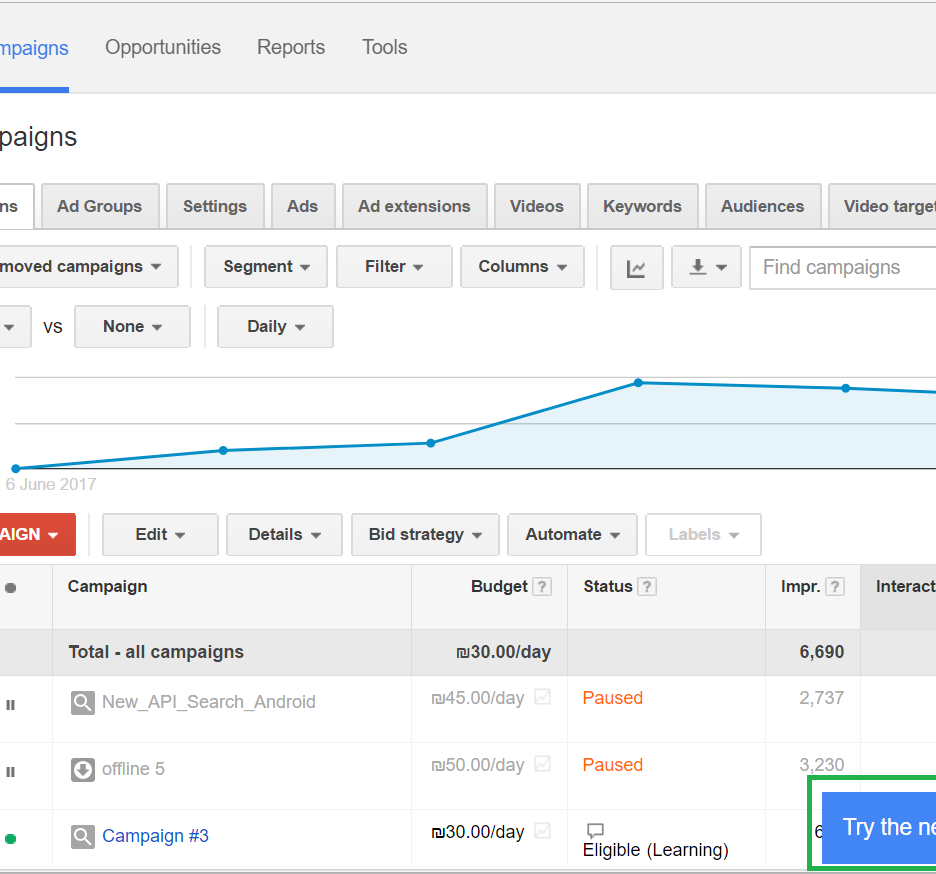 mpaigns Opportunities Reports Tools
paigns
ns Ad Groups Settings Ads Ad extensions Videos Keywords Audiences Video target
moved campaigns Segment Filter Columns Find campaigns
vs None Daily
6 June 2017
AIGN Edit Details Bid strategy Automate Labels
Campaign Budget ? Status ? Impr. ? Interact
Total - all campaigns ₪30.00/day 6,690
New_API_Search_Android ₪45.00/day Paused 2,737
offline 5 ₪50.00/day Paused 3,230
Campaign #3 ₪30.00/day Eligible (Learning) 6
Try the ne